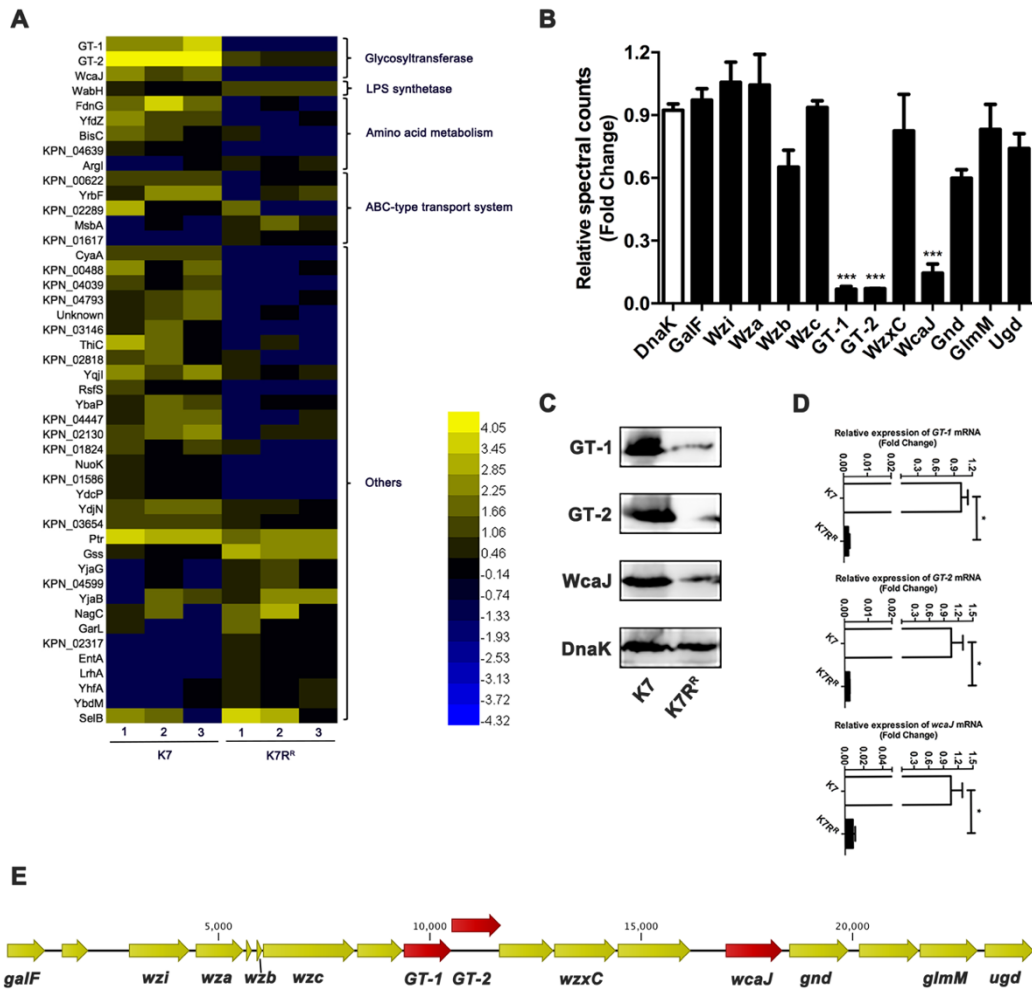 A
GT-1
GT-2
WcaJ
WabH
FdnG
YfdZ
BisC
KPN_04639
ArgI
KPN_00622
YrbF
KPN_02289
MsbA
KPN_01617
CyaA
KPN_00488
KPN_04039
KPN_04793
Unknown
KPN_03146
ThiC
KPN_02818
YqjI
RsfS
YbaP
KPN_04447
KPN_02130
KPN_01824
NuoK
KPN_01586
YdcP
YdjN
KPN_03654
Ptr
Gss
YjaG
KPN_04599
YjaB
NagC
GarL
KPN_02317
EntA
LrhA
YhfA
YbdM
SelB
Glycosyltransferase
LPS synthetase
Amino acid metabolism
ABC-type transport system
Others
1 2 3 1 2 3
K7 K7Rᴿ
4.05
3.45
2.85
2.25
1.66
1.06
0.46
-0.14
-0.74
-1.33
-1.93
-2.53
-3.13
-3.72
-4.32
B
Relative spectral counts
(Fold Change)
1.2
0.9
0.6
0.3
0.0
*** *** ***
DnaK GalF Wzi Wza Wzb Wzc GT-1 GT-2 WzxC WcaJ Gnd GlmM Ugd
C
GT-1
GT-2
WcaJ
DnaK
K7 K7Rᴿ
D
Relative expression of GT-1 mRNA
(Fold Change)
0.00 0.01 0.02 0.3 0.6 0.9 1.2
K7
*
K7Rᴿ
Relative expression of GT-2 mRNA
(Fold Change)
0.00 0.01 0.02 0.3 0.6 0.9 1.2 1.5
K7
*
K7Rᴿ
Relative expression of wcaJ mRNA
(Fold Change)
0.00 0.02 0.04 0.3 0.6 0.9 1.2 1.5
K7
*
K7Rᴿ
E
5,000 10,000 15,000 20,000
galF wzi wza wzb wzc GT-1 GT-2 wzxC wcaJ gnd glmM ugd